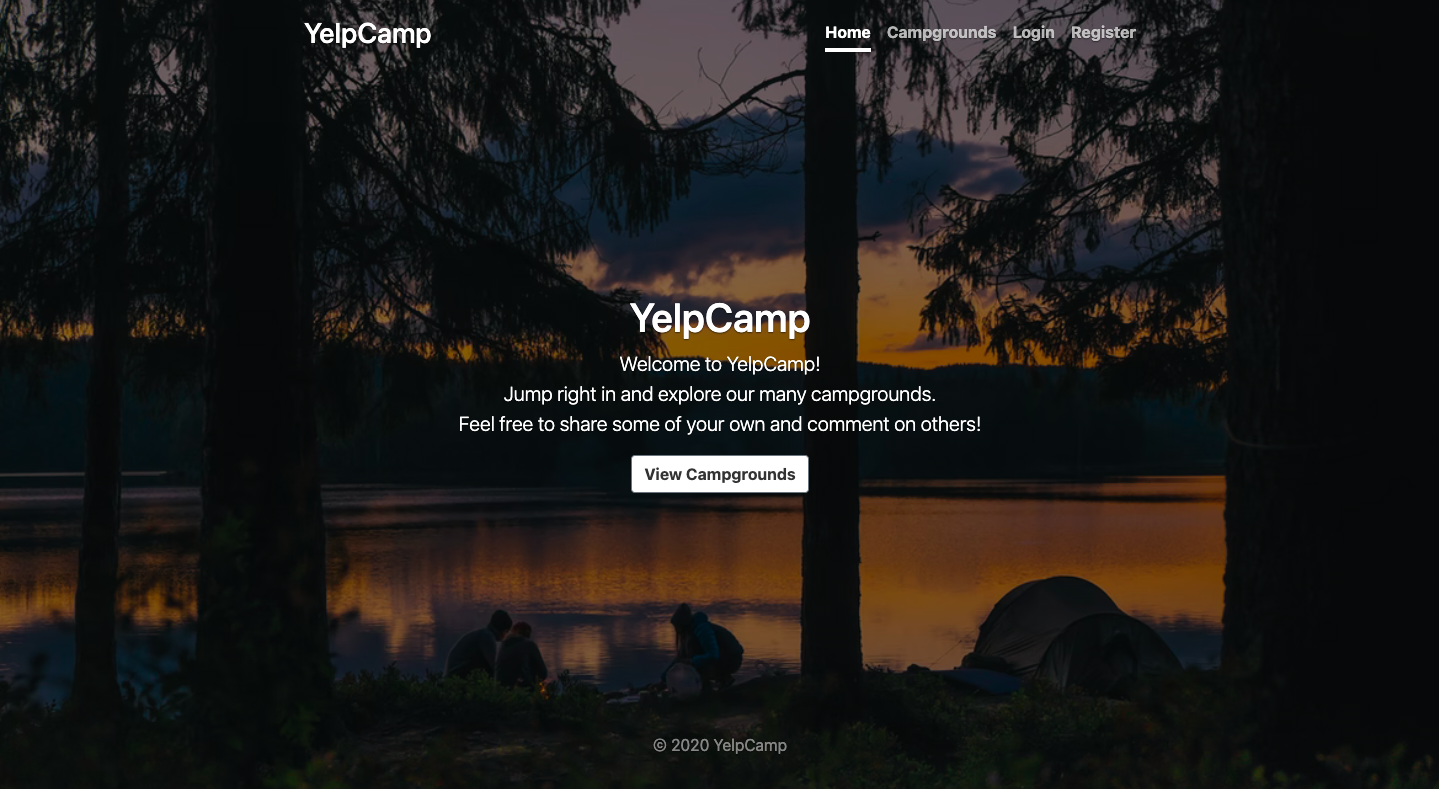 YelpCamp
Home Campgrounds Login Register
YelpCamp
Welcome to YelpCamp!
Jump right in and explore our many campgrounds.
Feel free to share some of your own and comment on others!
View Campgrounds
© 2020 YelpCamp